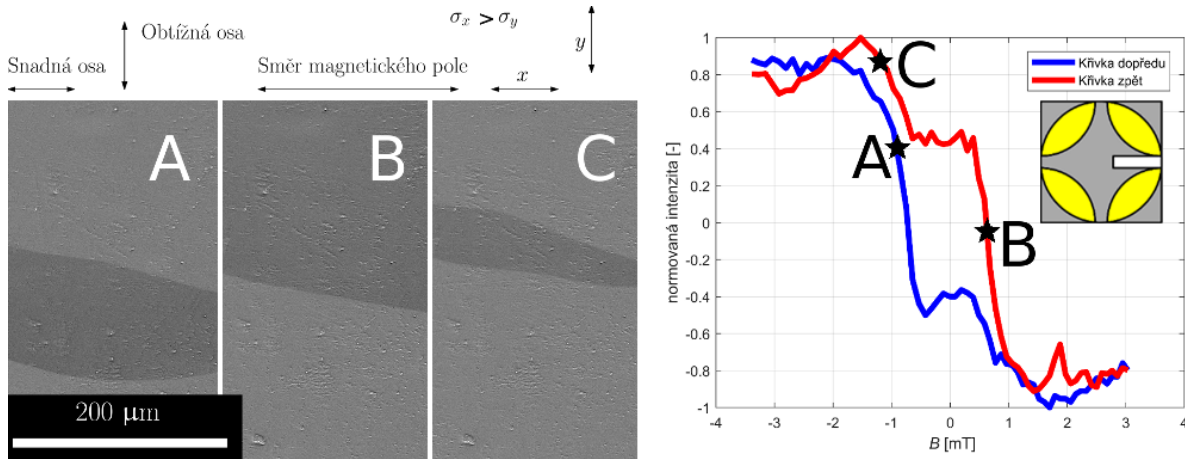 Obtížná osa
Snadná osa
Směr magnetického pole
σx > σy
x
y
A
B
C
200 μm
normovaná intenzita [-]
1
0.8
0.6
0.4
0.2
0
-0.2
-0.4
-0.6
-0.8
-1
Křivka dopředu
Křivka zpět
C
A
B
-4
-3
-2
-1
0
1
2
3
4
B [mT]